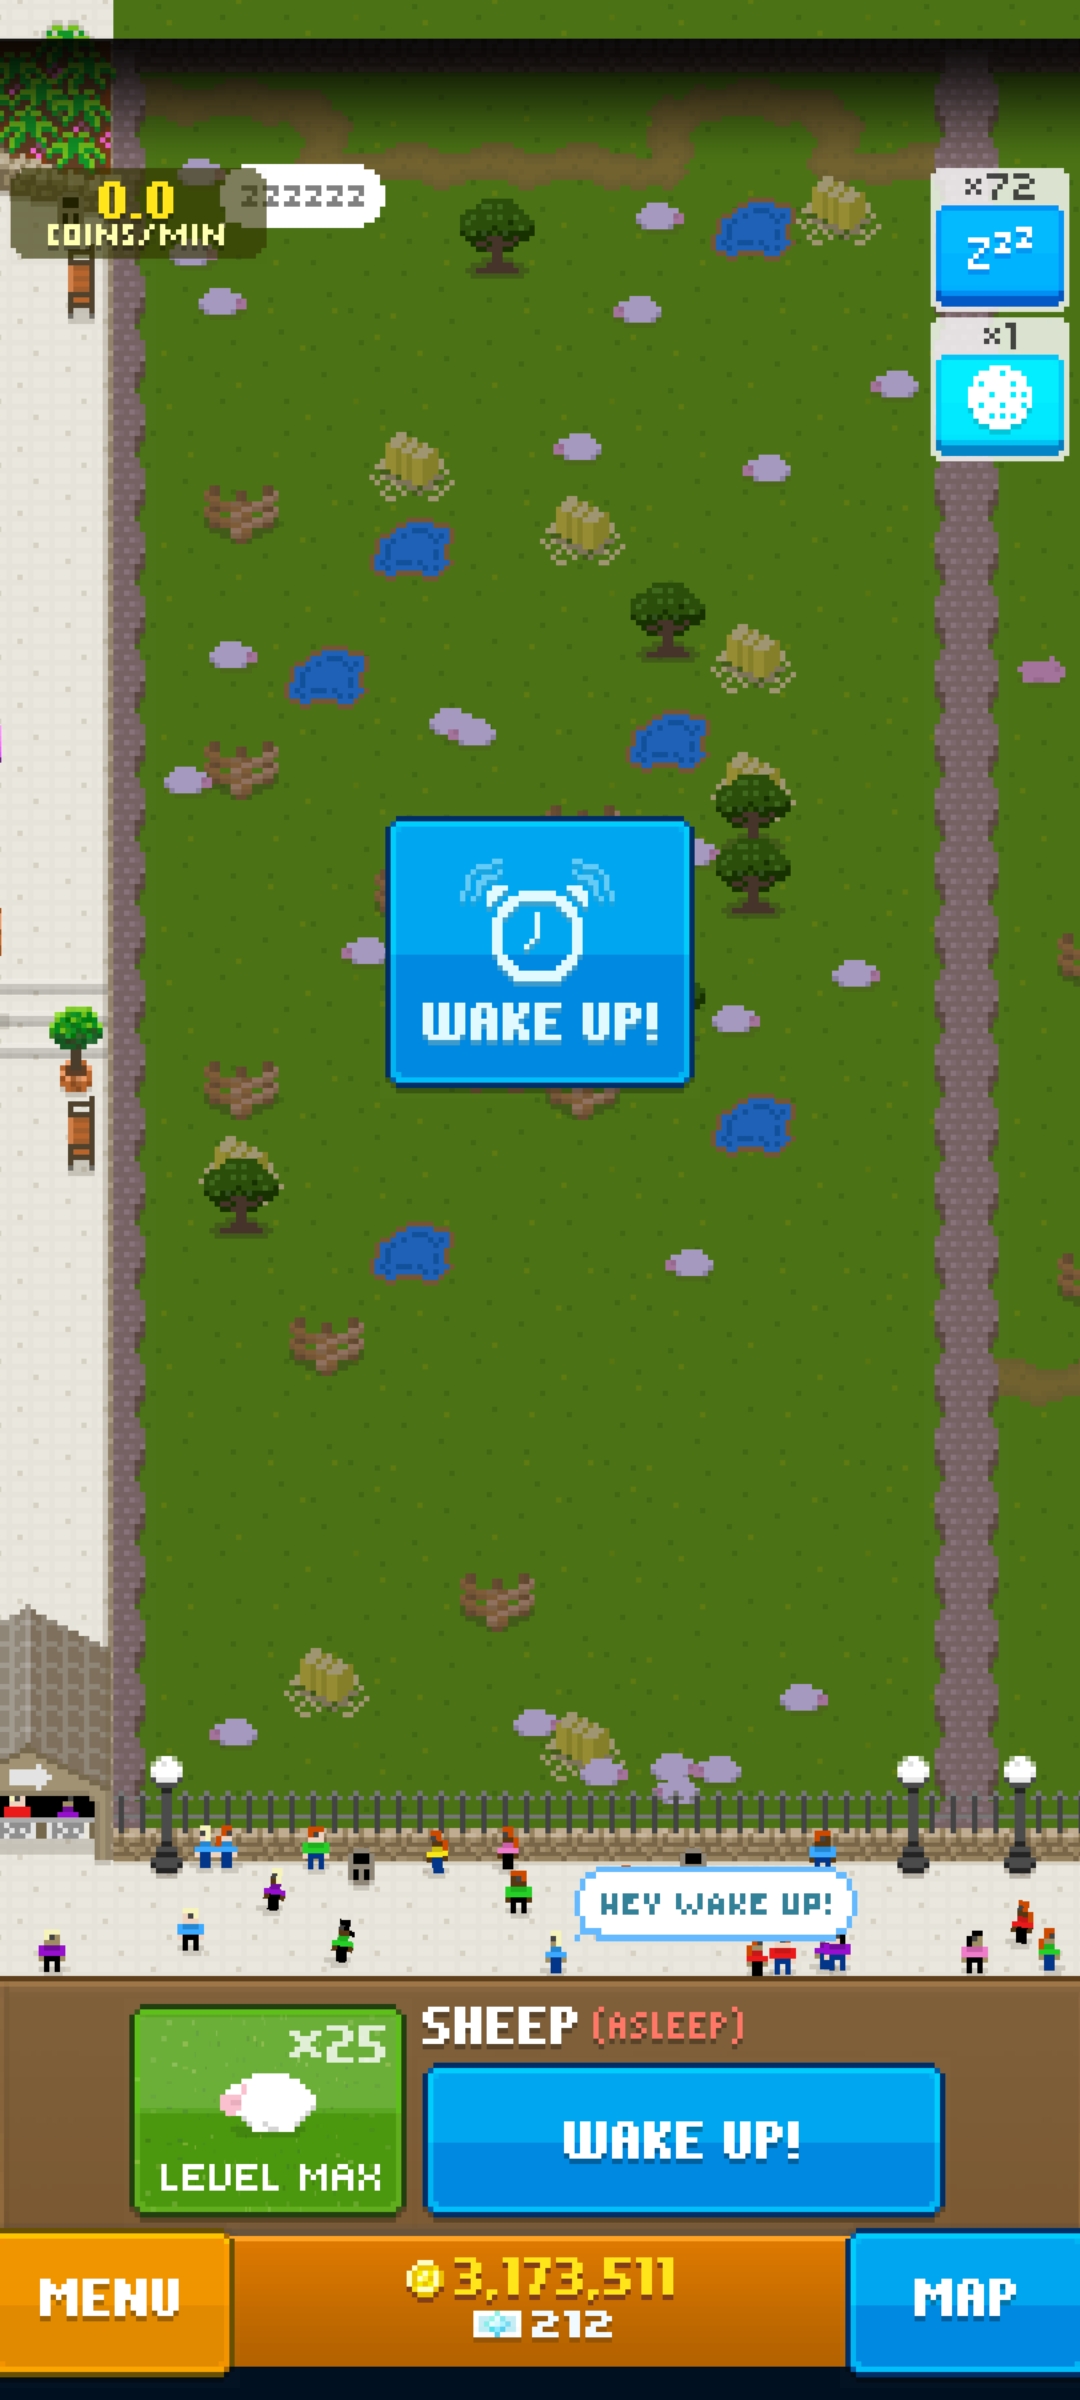 0.0
COINS/MIN
zzzzzz
x72
zzz
x1
WAKE UP!
HEY WAKE UP!
x25
LEVEL MAX
SHEEP (ASLEEP)
WAKE UP!
MENU
3,173,511
212
MAP